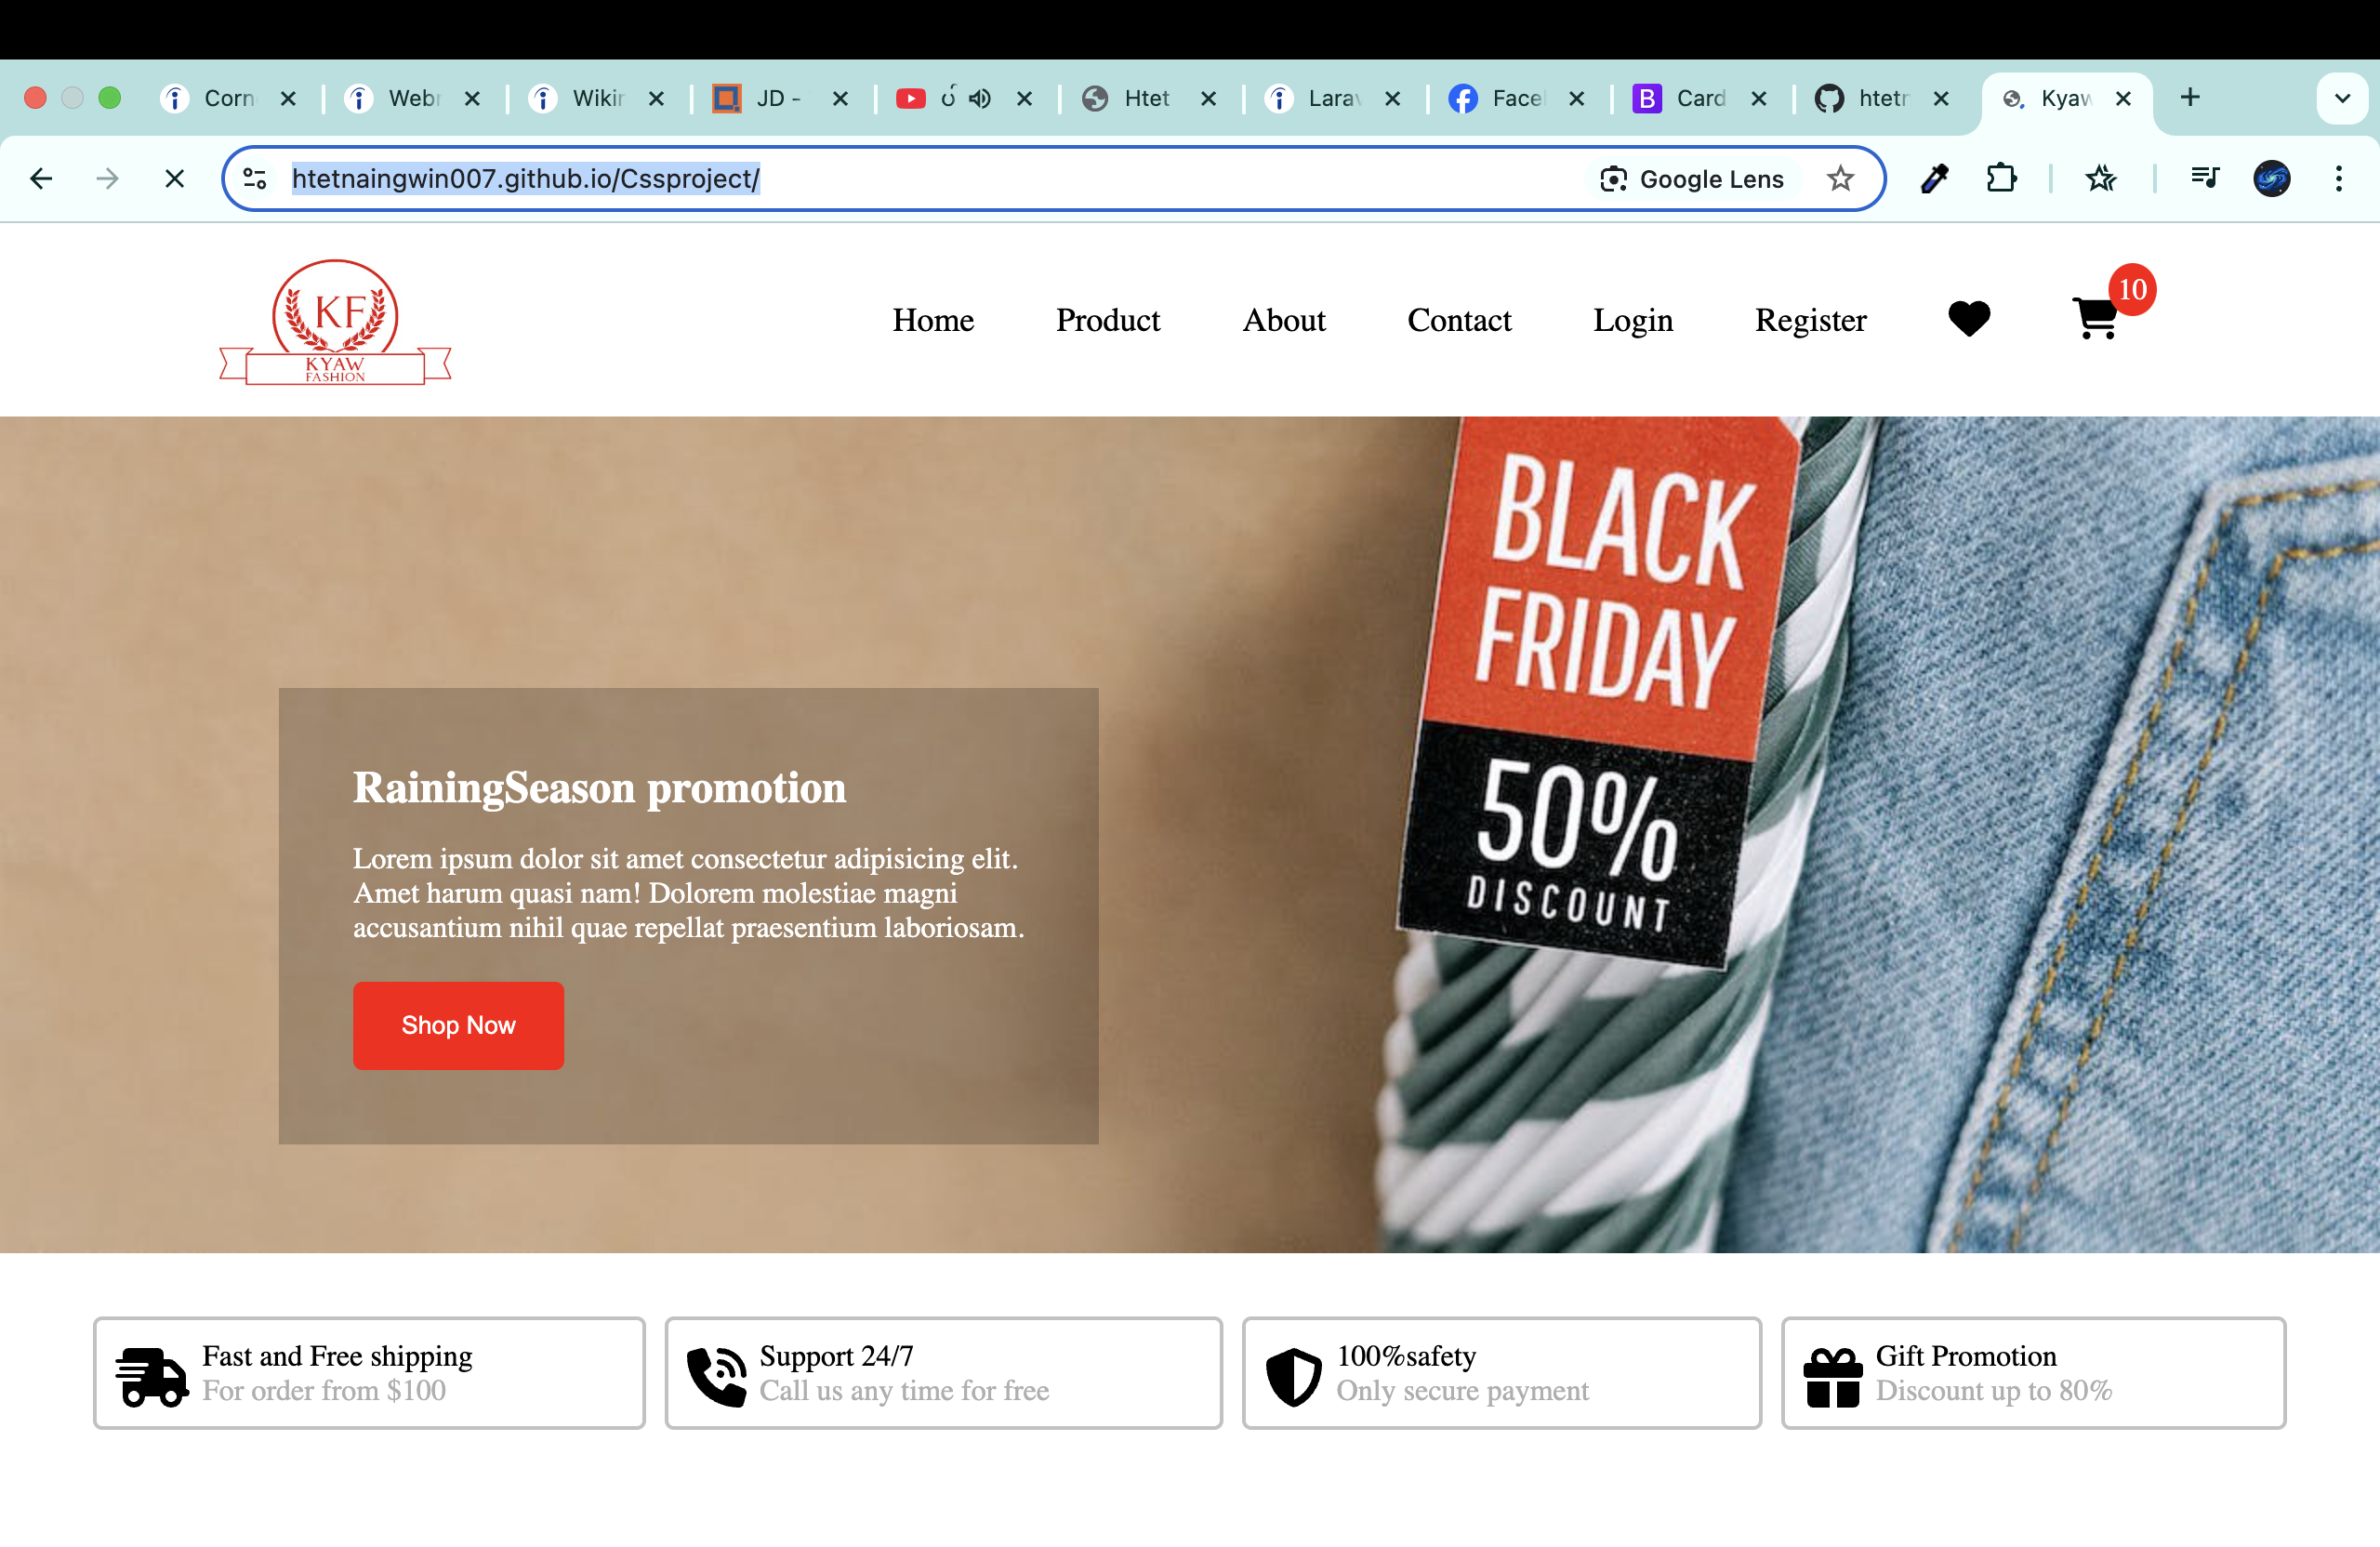 Corn
Web
Wikir
JD -
Htet
Lara
Face
Card
htetr
Kyaw
htetnaingwin007.github.io/Cssproject/
Google Lens
KF
KYAW
FASHION
Home
Product
About
Contact
Login
Register
10
BLACK
FRIDAY
50%
DISCOUNT
RainingSeason promotion
Lorem ipsum dolor sit amet consectetur adipisicing elit.
Amet harum quasi nam! Dolorem molestiae magni
accusantium nihil quae repellat praesentium laboriosam.
Shop Now
Fast and Free shipping
For order from $100
Support 24/7
Call us any time for free
100%safety
Only secure payment
Gift Promotion
Discount up to 80%